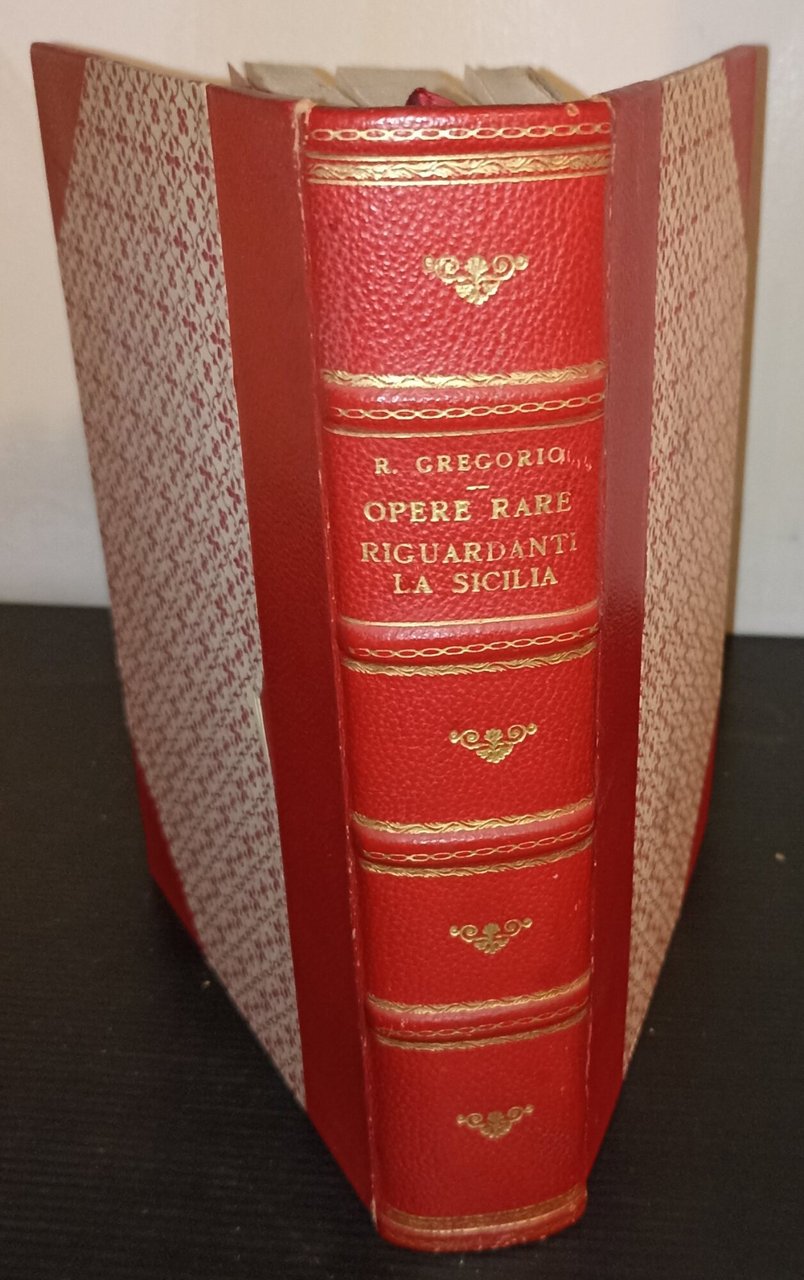 R. GREGORIO
OPERE RARE
RIGUARDANTI
LA SICILIA